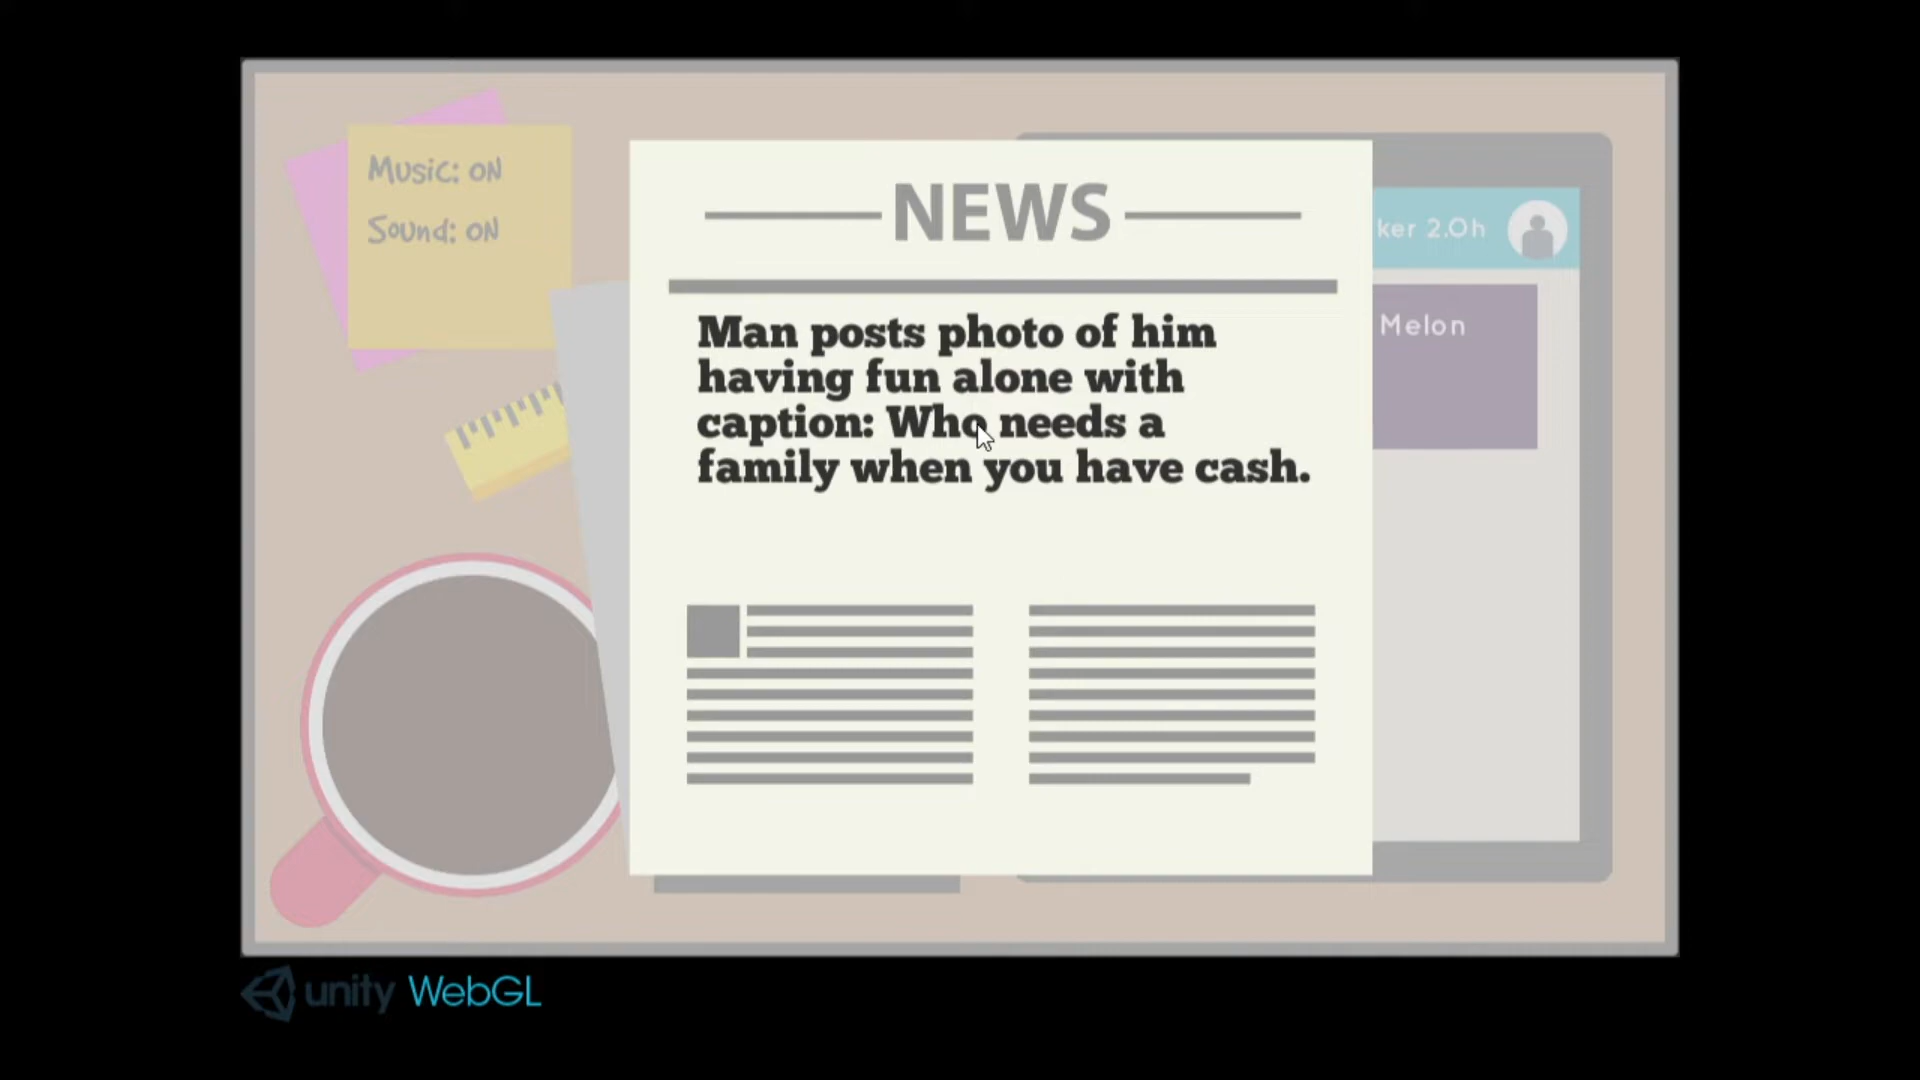 Music: ON
Sound: ON
NEWS
Man posts photo of him
having fun alone with
caption: Who needs a
family when you have cash.
ker 2.0h
Melon
unity WebGL